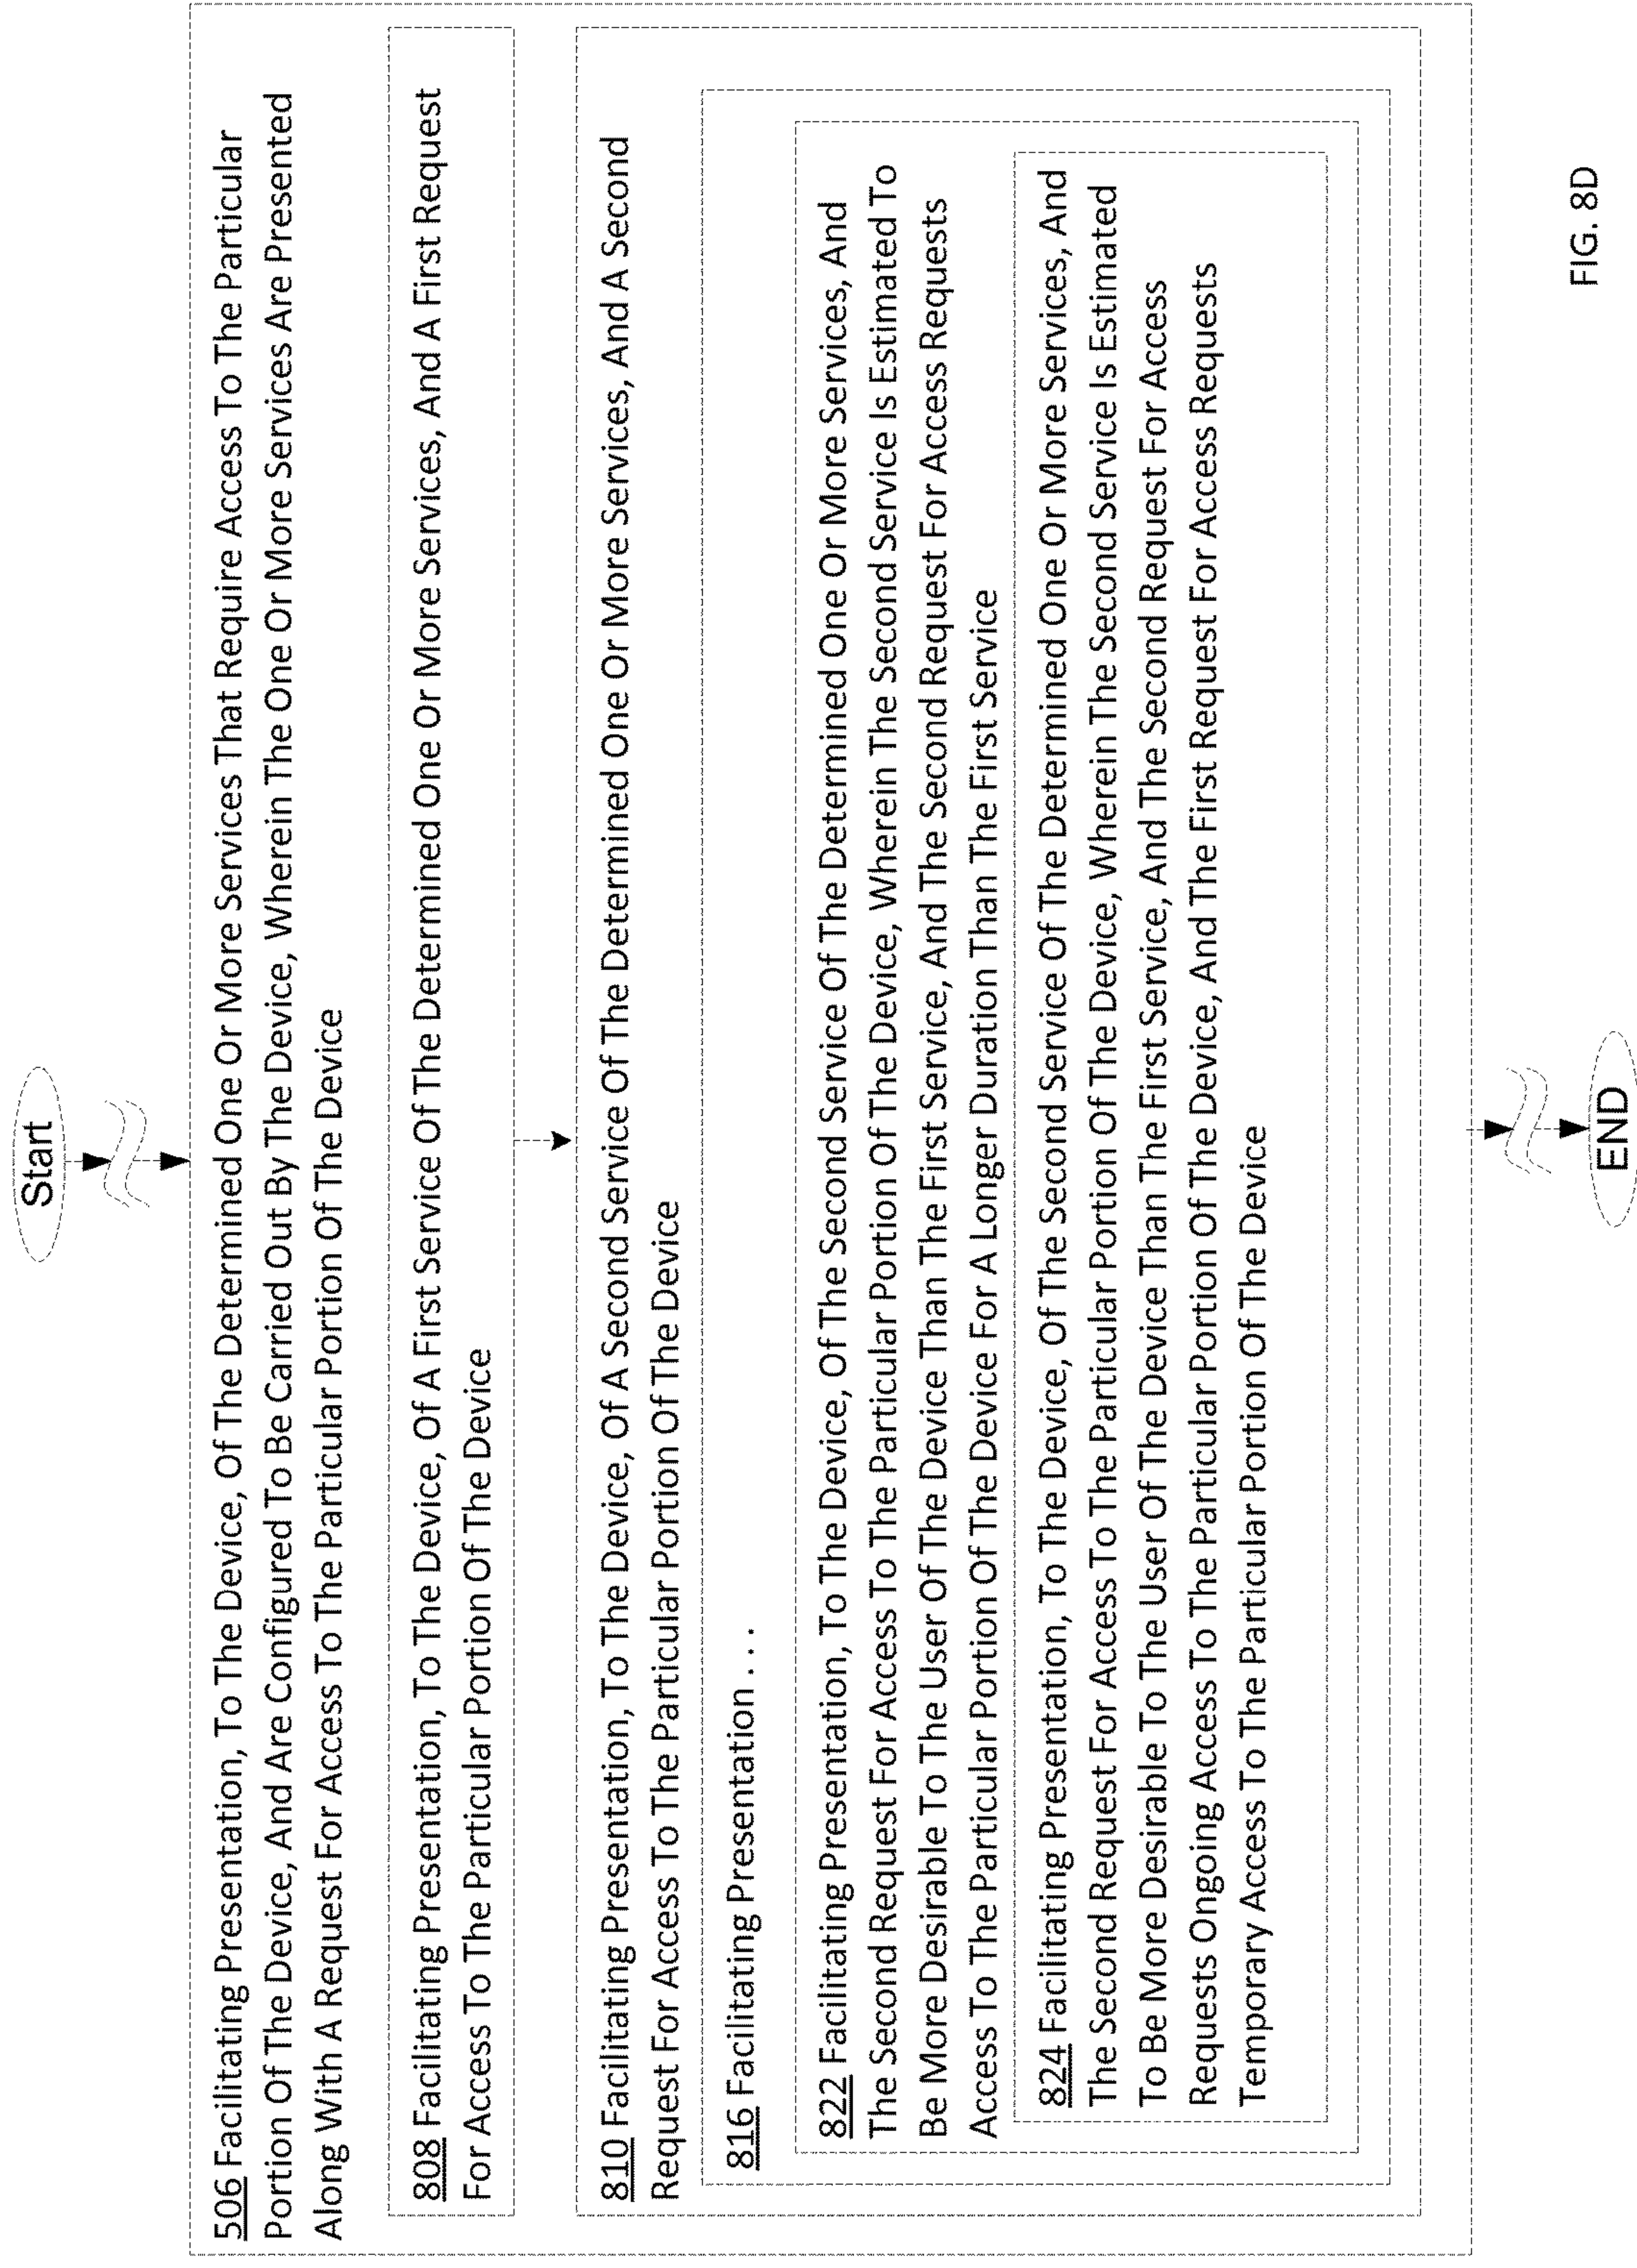 Start
506 Facilitating Presentation, To The Device, Of The Determined One Or More Services That Require Access To The Particular
Portion Of The Device, And Are Configured To Be Carried Out By The Device, Wherein The One Or More Services Are Presented
Along With A Request For Access To The Particular Portion Of The Device
808 Facilitating Presentation, To The Device, Of A First Service Of The Determined One Or More Services, And A First Request
For Access To The Particular Portion Of The Device
810 Facilitating Presentation, To The Device, Of A Second Service Of The Determined One Or More Services, And A Second
Request For Access To The Particular Portion Of The Device
816 Facilitating Presentation . . .
822 Facilitating Presentation, To The Device, Of The Second Service Of The Determined One Or More Services, And
The Second Request For Access To The Particular Portion Of The Device, Wherein The Second Service Is Estimated To
Be More Desirable To The User Of The Device Than The First Service, And The Second Request For Access Requests
Access To The Particular Portion Of The Device For A Longer Duration Than The First Service
824 Facilitating Presentation, To The Device, Of The Second Service Of The Determined One Or More Services, And
The Second Request For Access To The Particular Portion Of The Device, Wherein The Second Service Is Estimated
To Be More Desirable To The User Of The Device Than The First Service, And The Second Request For Access
Requests Ongoing Access To The Particular Portion Of The Device, And The First Request For Access Requests
Temporary Access To The Particular Portion Of The Device
END
FIG. 8D